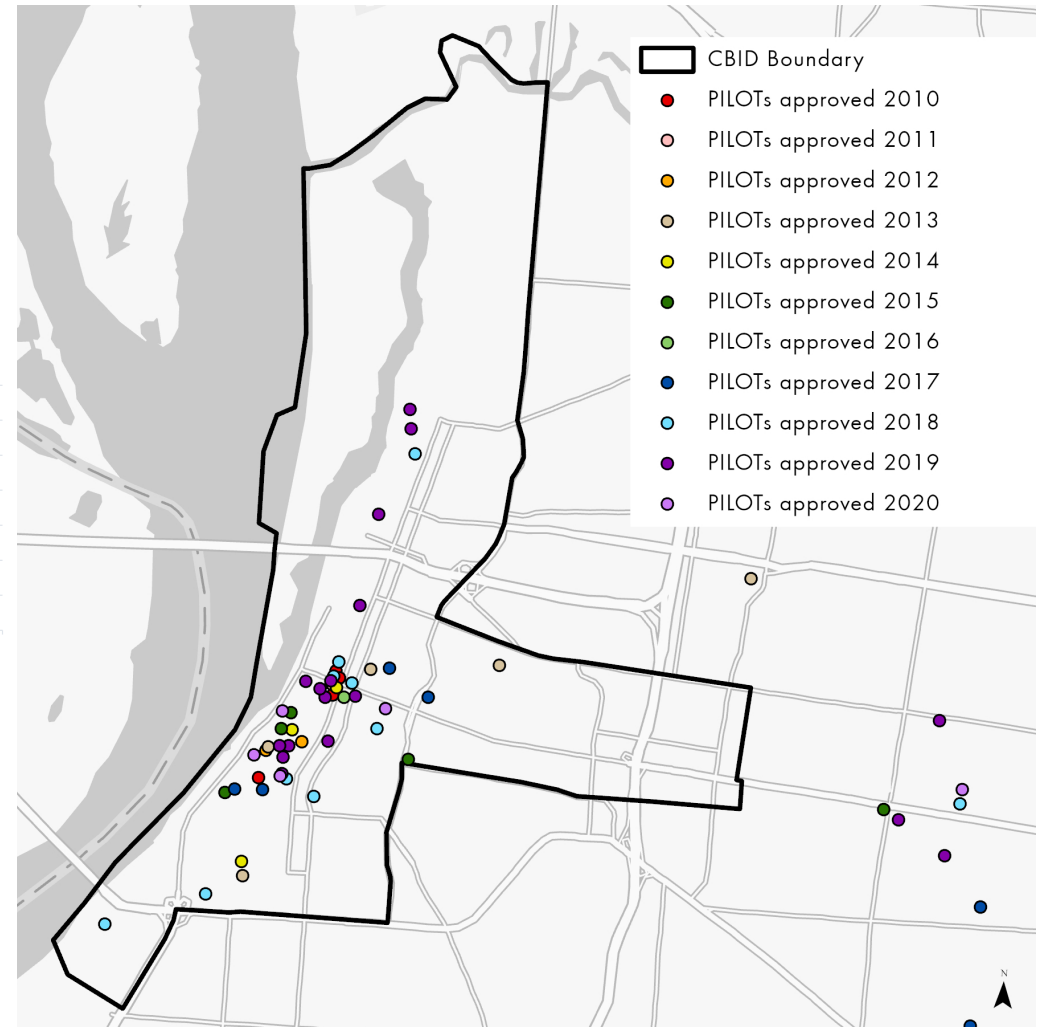 CBID Boundary
PILOTs approved 2010
PILOTs approved 2011
PILOTs approved 2012
PILOTs approved 2013
PILOTs approved 2014
PILOTs approved 2015
PILOTs approved 2016
PILOTs approved 2017
PILOTs approved 2018
PILOTs approved 2019
PILOTs approved 2020
N